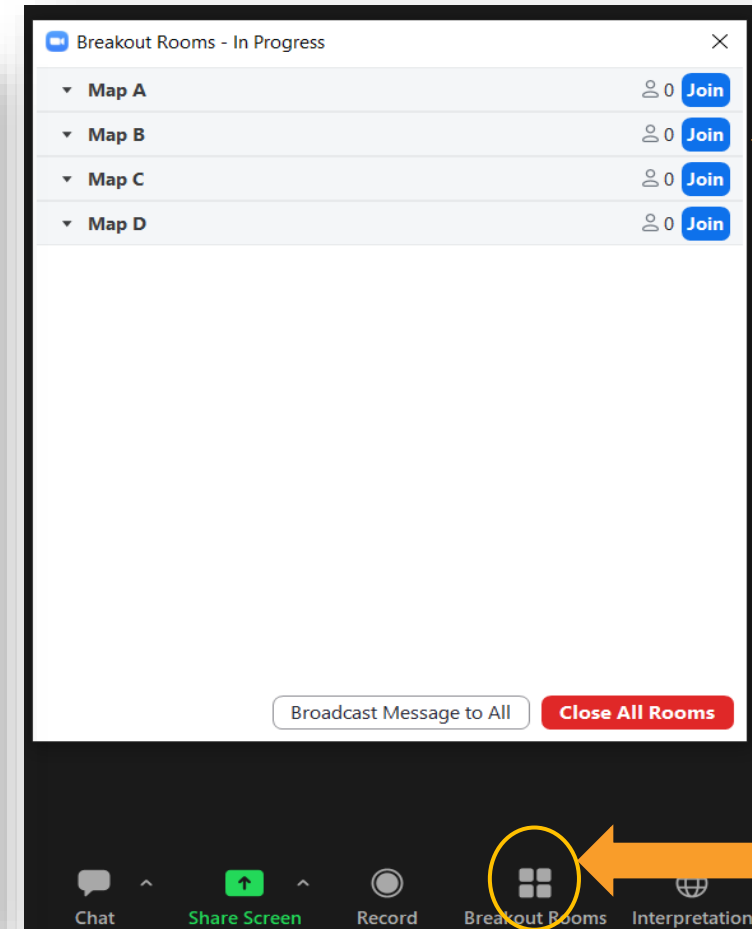 Breakout Rooms - In Progress
Map A 0 Join
Map B 0 Join
Map C 0 Join
Map D 0 Join
Broadcast Message to All Close All Rooms
Chat Share Screen Record Breakout Rooms Interpretation